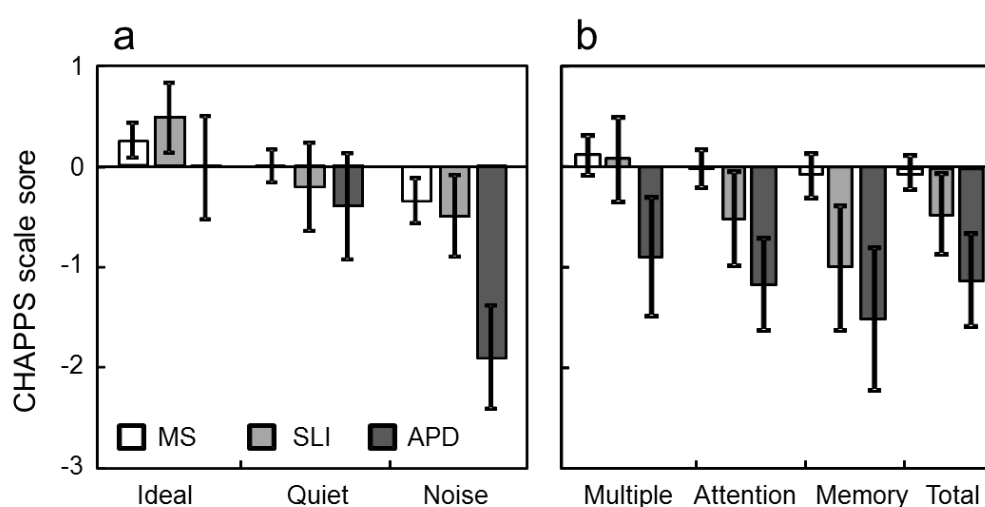 a
b
CHAPPS scale sore
1
0
-1
-2
-3
MS
SLI
APD
Ideal
Quiet
Noise
Multiple
Attention
Memory
Total